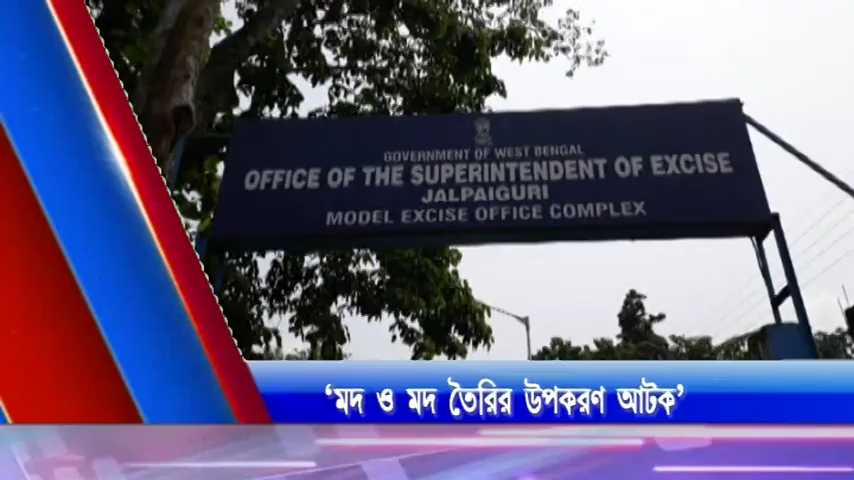 GOVERNMENT OF WEST BENGAL
OFFICE OF THE SUPERINTENDENT OF EXCISE
JALPAIGURI
MODEL EXCISE OFFICE COMPLEX
‘মদ ও মদ তৈরির উপকরণ আটক’